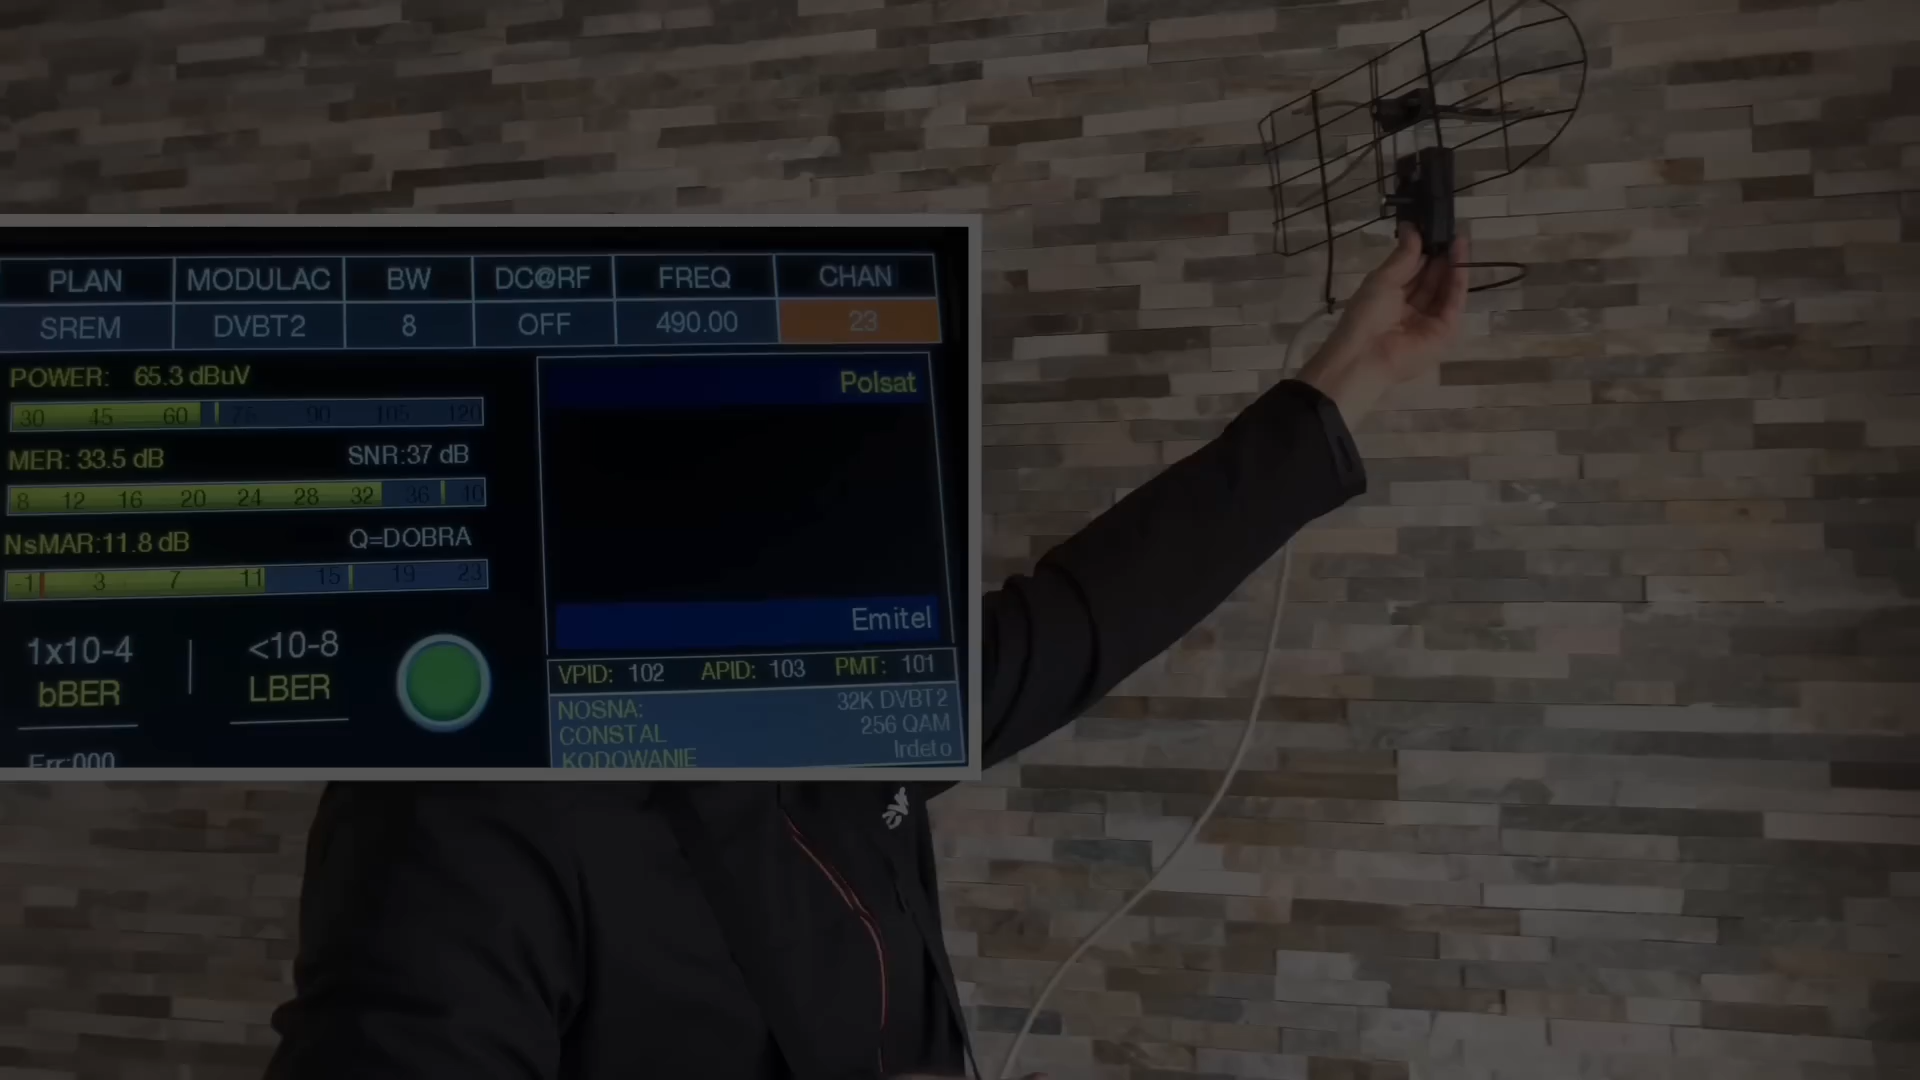 PLAN MODULAC BW DC@RF FREQ CHAN
SREM DVBT2 8 OFF 490.00 23
POWER: 65.3 dBuV
30 45 60 75 90 105 120
MER: 33.5 dB SNR:37 dB
8 12 16 20 24 28 32 36 40
NsMAR:11.8 dB Q=DOBRA
-1 3 7 11 15 19 23
1x10-4 <10-8
bBER LBER
Err:000
Polsat
Emitel
VPID: 102 APID: 103 PMT: 101
NOSNA: 32K DVBT2
CONSTAL 256 QAM
KODOWANIE Irdeto